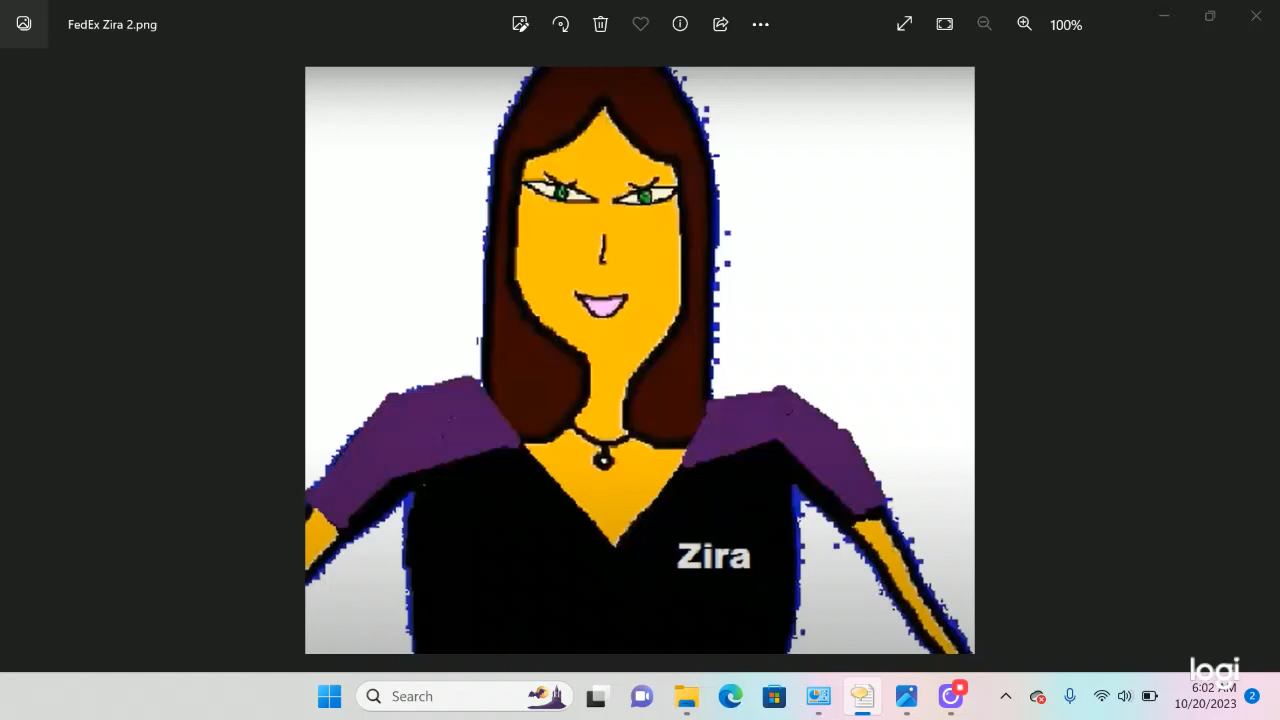 FedEx Zira 2.png
100%
Zira
logi
Search
6:02 AM
10/20/2023
2